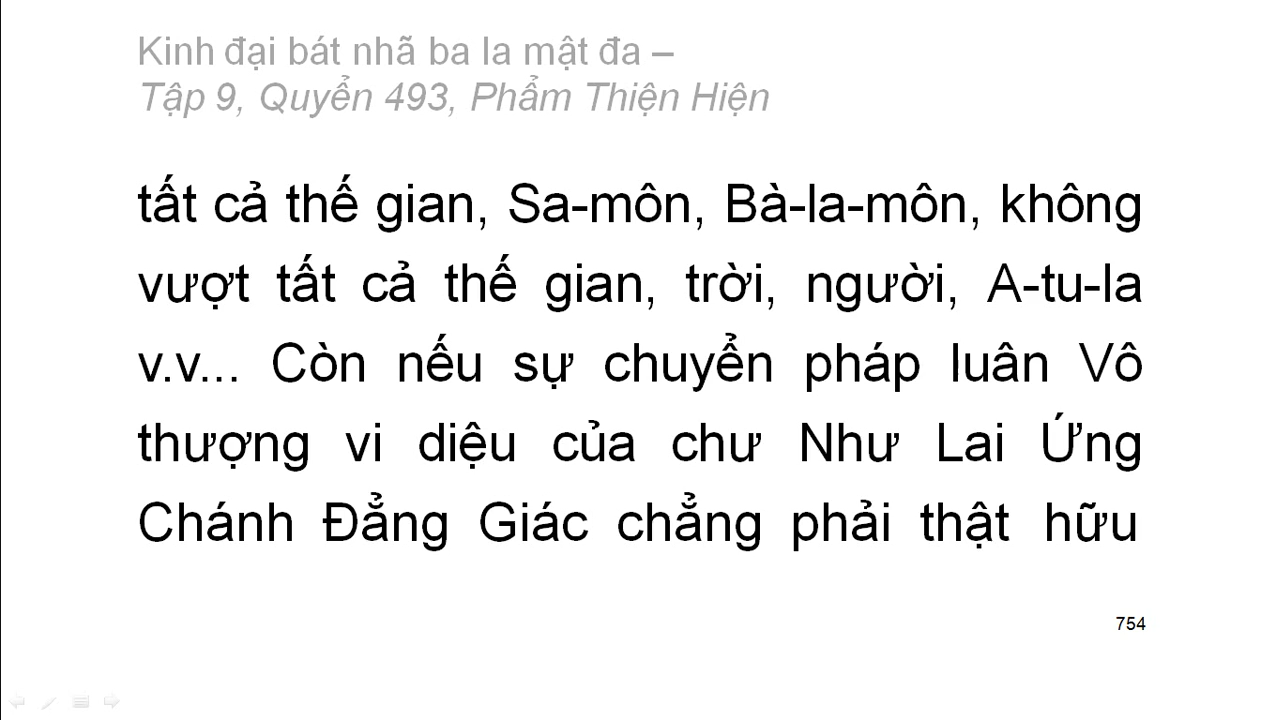 Kinh đại bát nhã ba la mật đa –
Tập 9, Quyển 493, Phẩm Thiện Hiện
tất cả thế gian, Sa-môn, Bà-la-môn, không
vượt tất cả thế gian, trời, người, A-tu-la
v.v... Còn nếu sự chuyển pháp luân Vô
thượng vi diệu của chư Như Lai Ứng
Chánh Đẳng Giác chẳng phải thật hữu
754